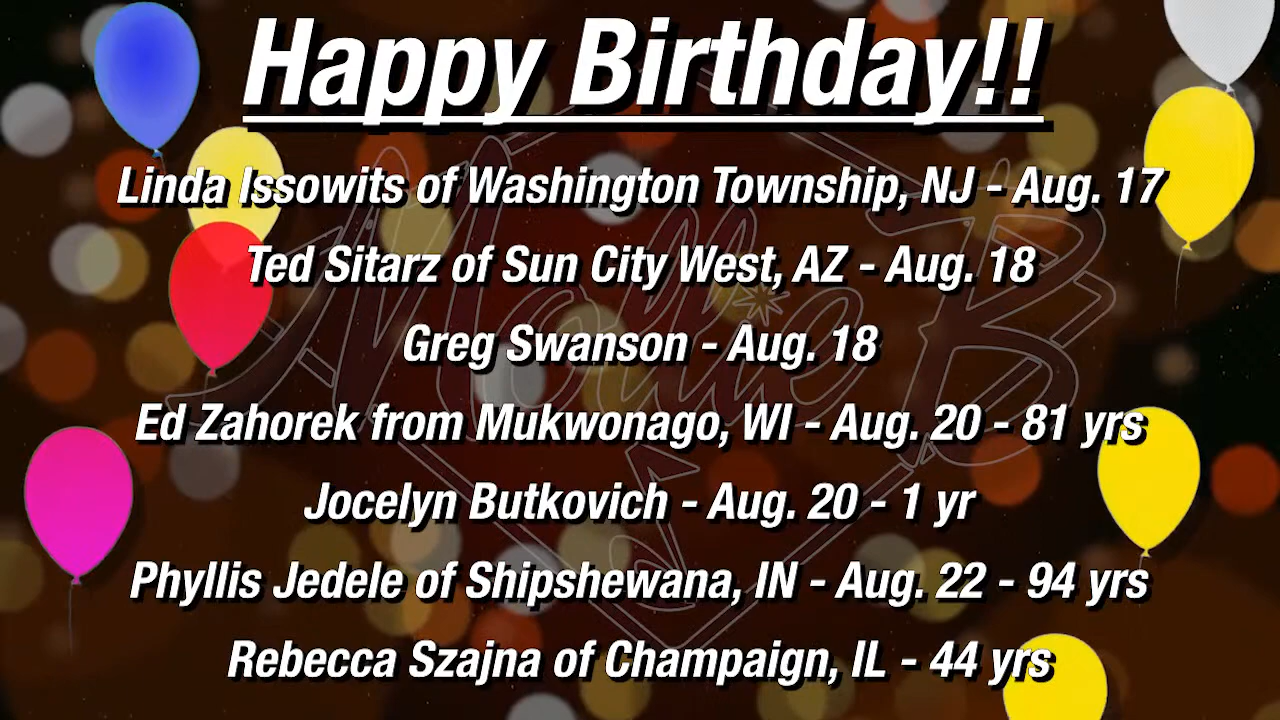 Happy Birthday!!
Linda Issowits of Washington Township, NJ - Aug. 17
Ted Sitarz of Sun City West, AZ - Aug. 18
Greg Swanson - Aug. 18
Ed Zahorek from Mukwonago, WI - Aug. 20 - 81 yrs
Jocelyn Butkovich - Aug. 20 - 1 yr
Phyllis Jedele of Shipshewana, IN - Aug. 22 - 94 yrs
Rebecca Szajna of Champaign, IL - 44 yrs
Mollie B